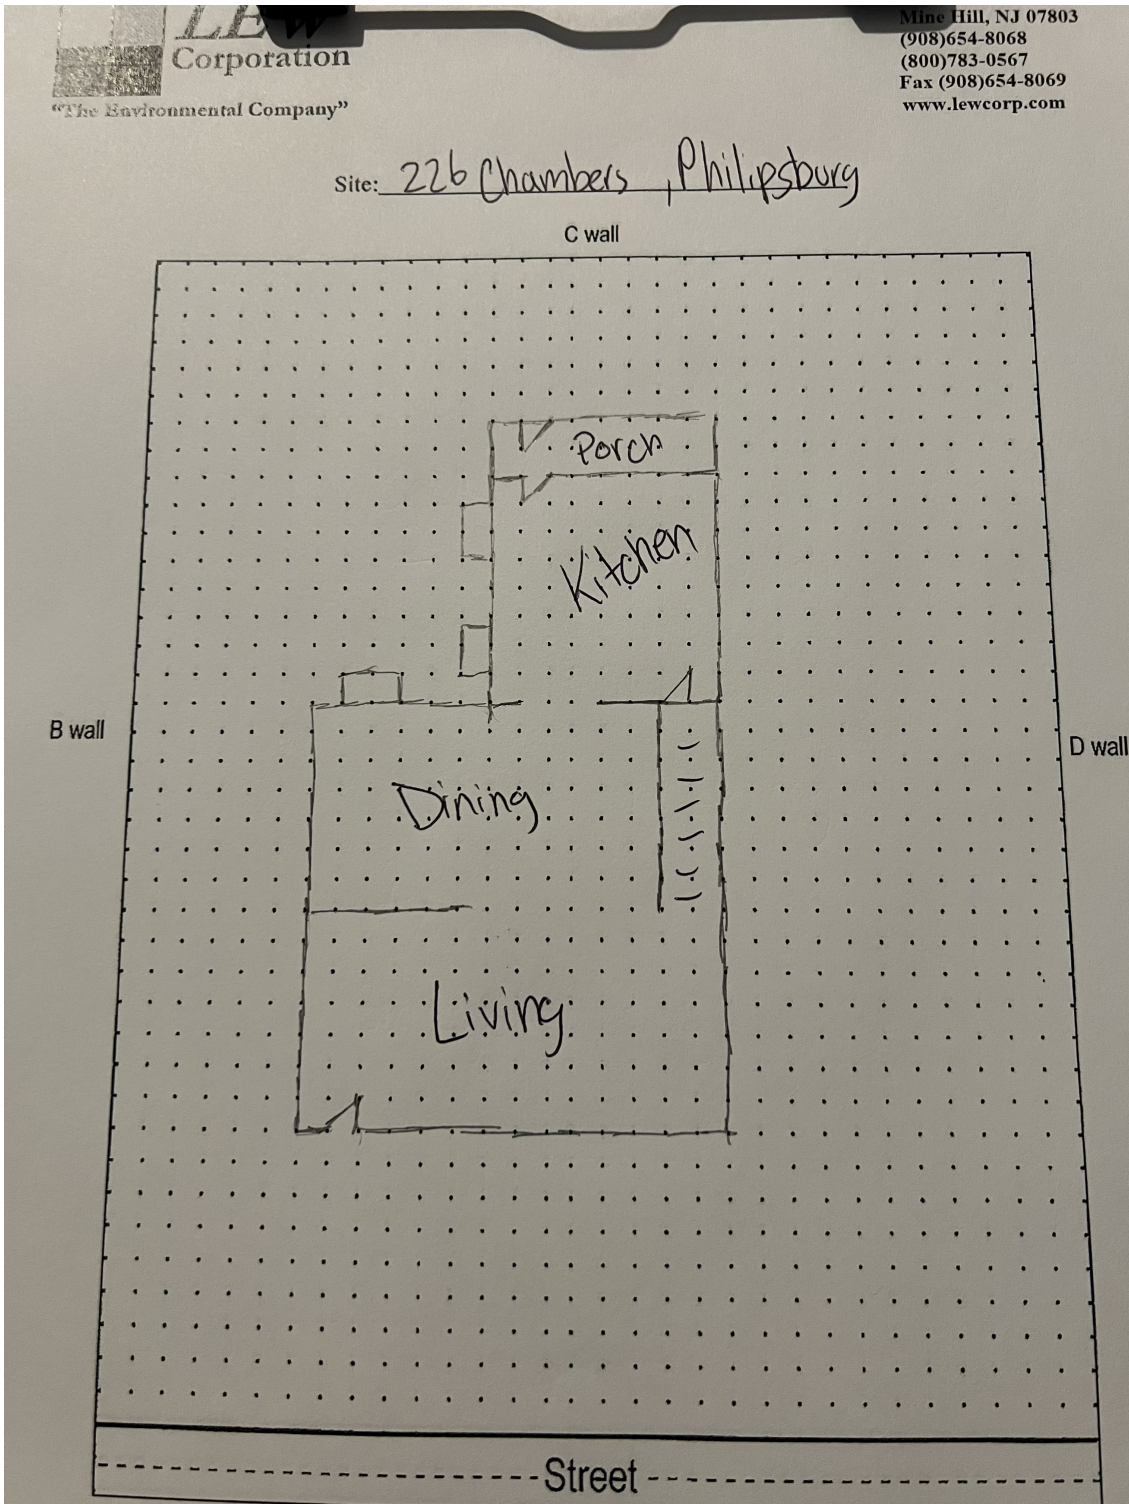 LEW
Corporation
"The Environmental Company"
Mine Hill, NJ 07803
(908)654-8068
(800)783-0567
Fax (908)654-8069
www.lewcorp.com
Site: 226 Chambers, Philipsburg
C wall
Porch
Kitchen
B wall
D wall
Dining
Living
Street